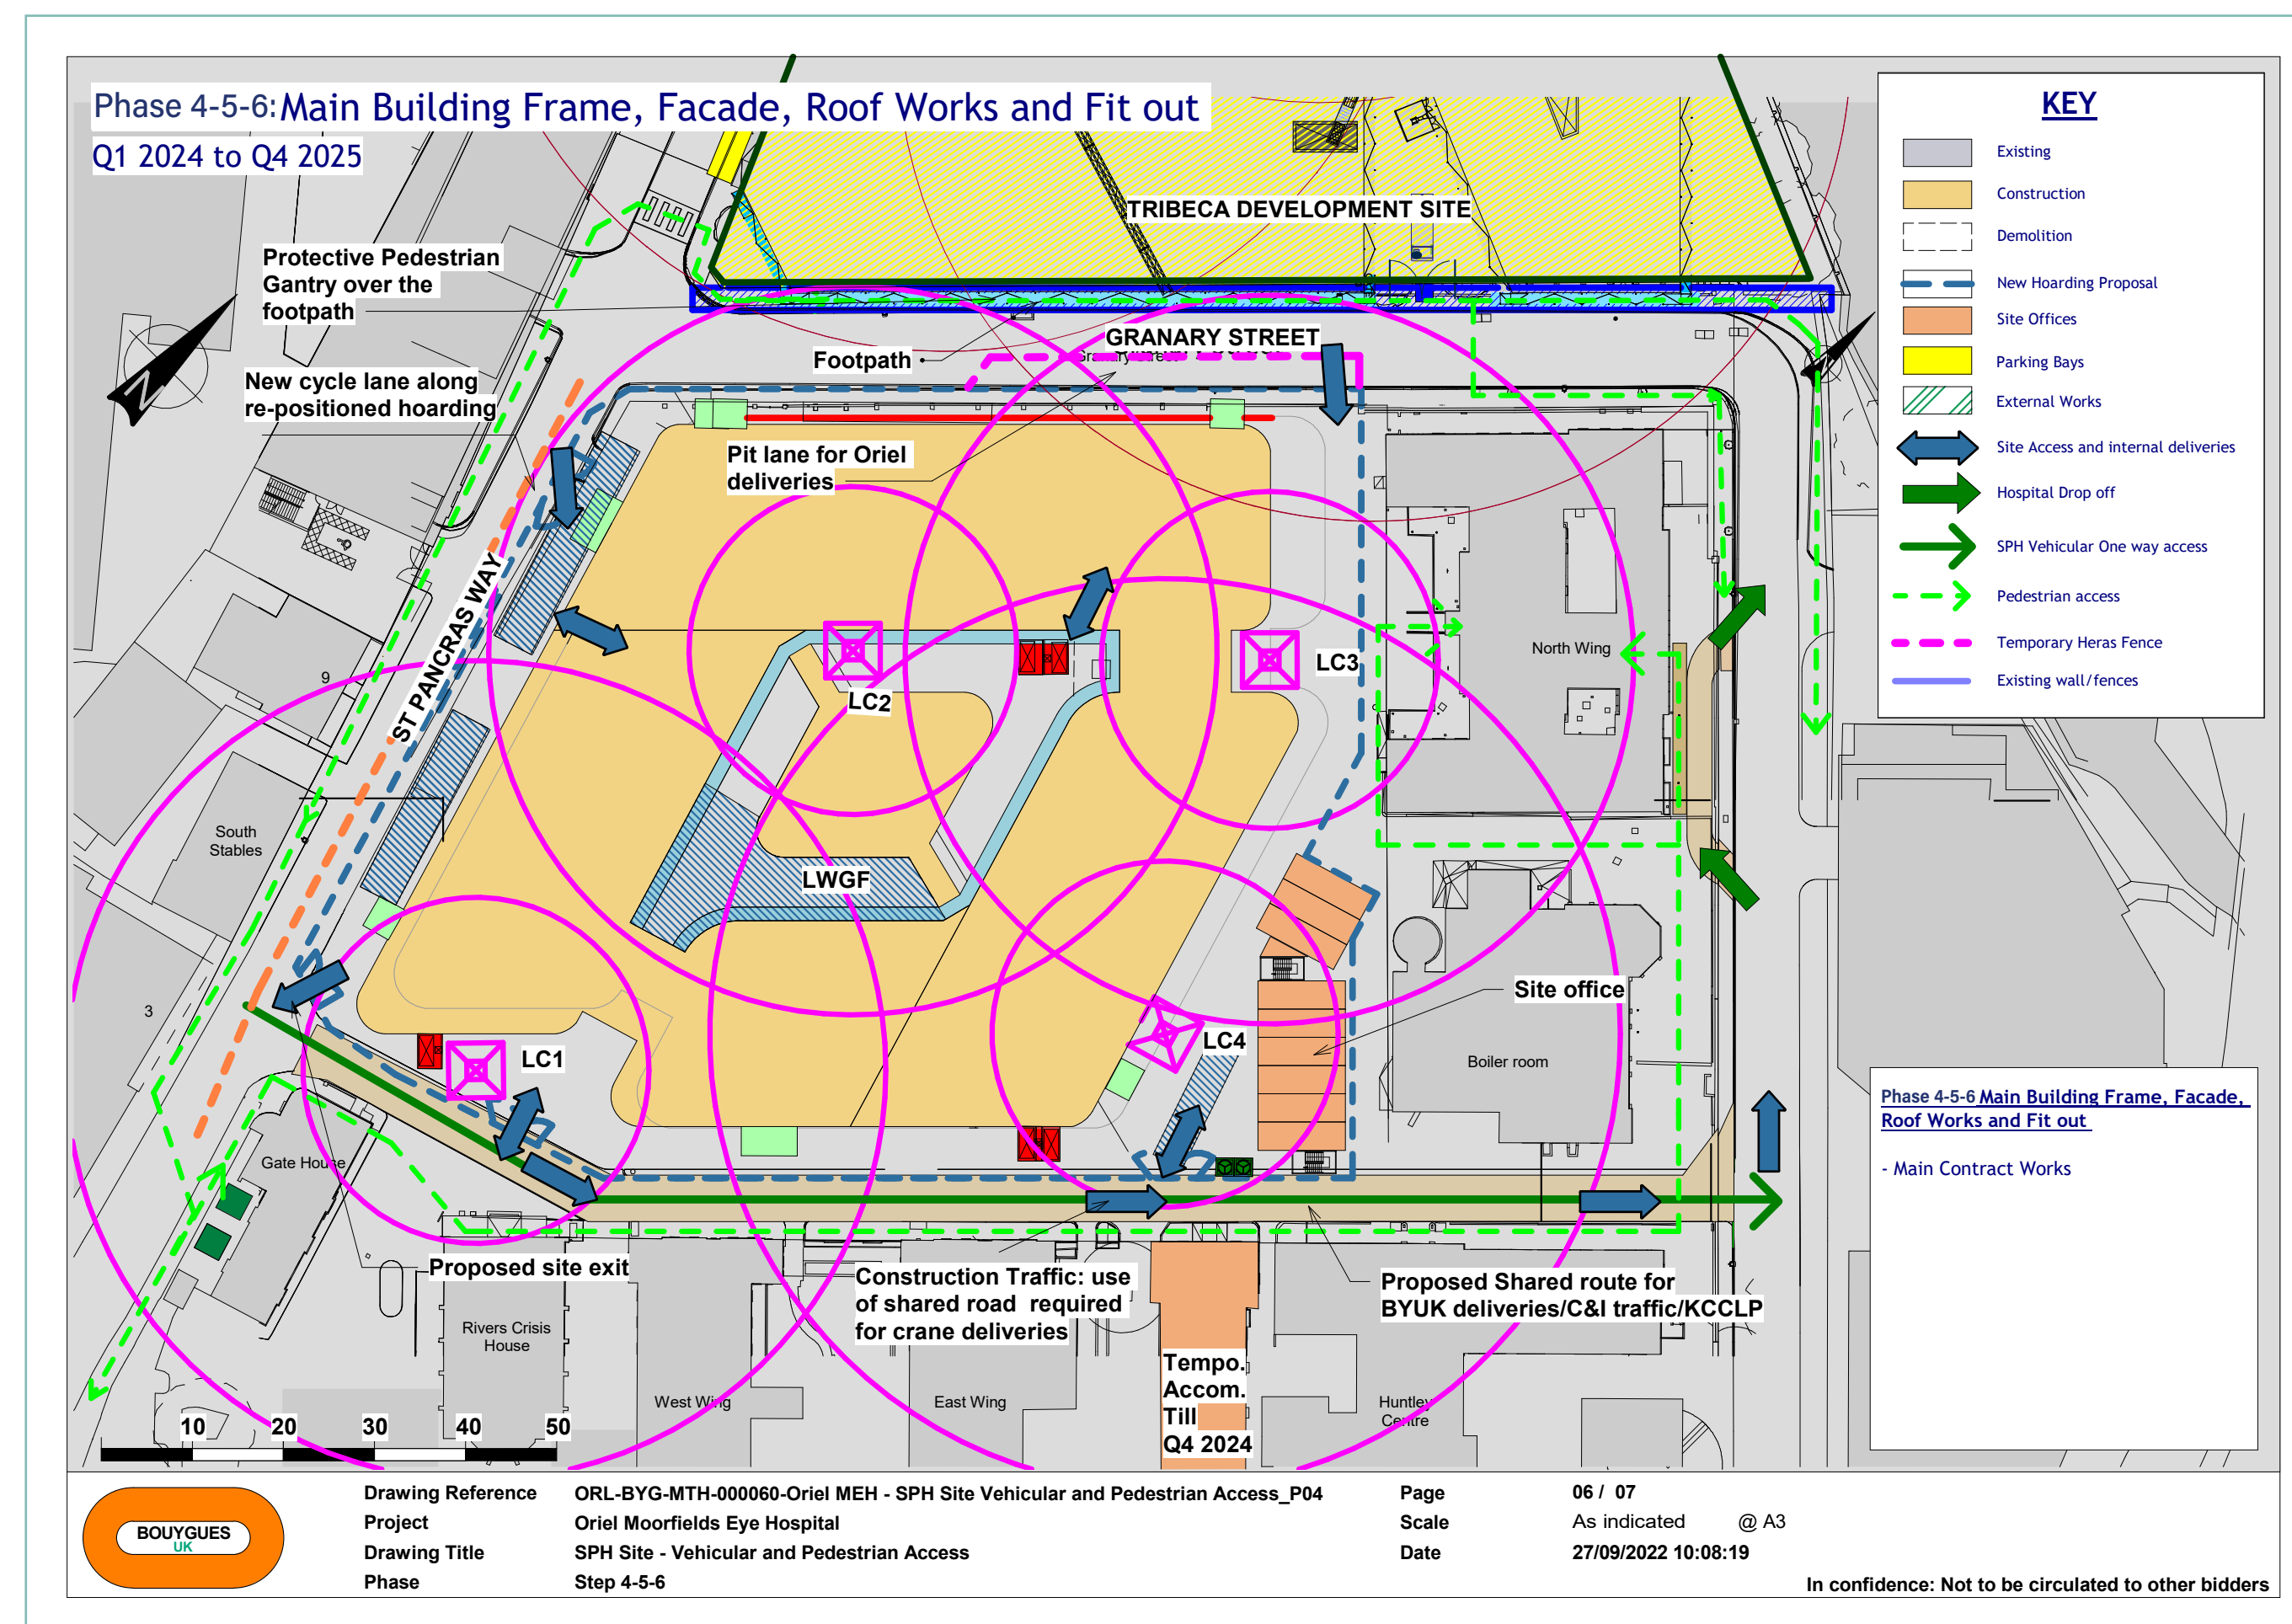 Phase 4-5-6: Main Building Frame, Facade, Roof Works and Fit out
Q1 2024 to Q4 2025
KEY
Existing
Construction
Demolition
New Hoarding Proposal
Site Offices
Parking Bays
External Works
Site Access and internal deliveries
Hospital Drop off
SPH Vehicular One way access
Pedestrian access
Temporary Heras Fence
Existing wall/fences
TRIBECA DEVELOPMENT SITE
Protective Pedestrian
Gantry over the
footpath
GRANARY STREET
Granary Street
Footpath
New cycle lane along
re-positioned hoarding
Pit lane for Oriel
deliveries
ST PANCRAS WAY
N
N
9
LC2
LC3
North Wing
South
Stables
LWGF
3
Site office
LC1
LC4
Boiler room
Gate House
Proposed site exit
Construction Traffic: use
of shared road required
for crane deliveries
Proposed Shared route for
BYUK deliveries/C&I traffic/KCCLP
Rivers Crisis
House
West Wing
East Wing
Tempo.
Accom.
Till
Q4 2024
Huntley
Centre
10 20 30 40 50
Phase 4-5-6 Main Building Frame, Facade,
Roof Works and Fit out
- Main Contract Works
BOUYGUES
UK
Drawing Reference ORL-BYG-MTH-000060-Oriel MEH - SPH Site Vehicular and Pedestrian Access_P04
Project Oriel Moorfields Eye Hospital
Drawing Title SPH Site - Vehicular and Pedestrian Access
Phase Step 4-5-6
Page 06 / 07
Scale As indicated @ A3
Date 27/09/2022 10:08:19
In confidence: Not to be circulated to other bidders